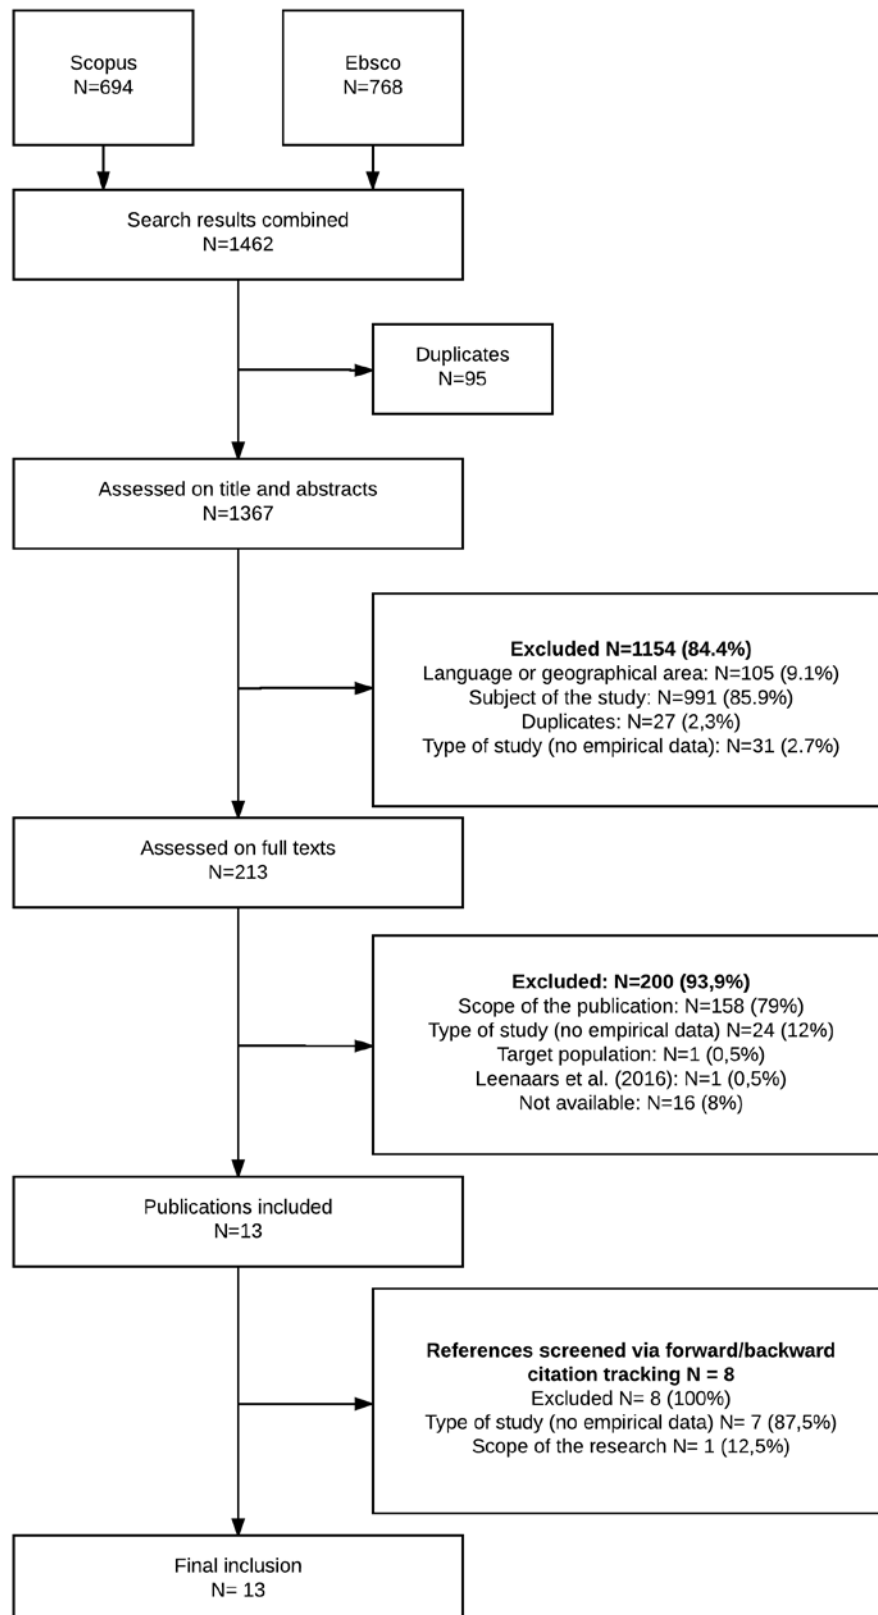 Scopus
N=694
Ebsco
N=768
Search results combined
N=1462
Duplicates
N=95
Assessed on title and abstracts
N=1367
Excluded N=1154 (84.4%)
Language or geographical area: N=105 (9.1%)
Subject of the study: N=991 (85.9%)
Duplicates: N=27 (2,3%)
Type of study (no empirical data): N=31 (2.7%)
Assessed on full texts
N=213
Excluded: N=200 (93,9%)
Scope of the publication: N=158 (79%)
Type of study (no empirical data) N=24 (12%)
Target population: N=1 (0,5%)
Leenaars et al. (2016): N=1 (0,5%)
Not available: N=16 (8%)
Publications included
N=13
References screened via forward/backward
citation tracking N = 8
Excluded N= 8 (100%)
Type of study (no empirical data) N= 7 (87,5%)
Scope of the research N= 1 (12,5%)
Final inclusion
N= 13